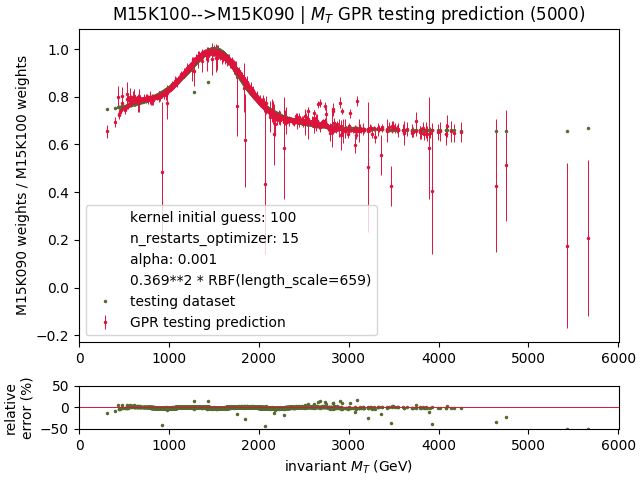 M15K100-->M15K090 | M_T GPR testing prediction (5000)
M15K090 weights / M15K100 weights
1.0
0.8
0.6
0.4
0.2
0.0
−0.2
kernel initial guess: 100
n_restarts_optimizer: 15
alpha: 0.001
0.369**2 * RBF(length_scale=659)
testing dataset
GPR testing prediction
0 1000 2000 3000 4000 5000 6000
relative
error (%)
50
0
−50
0 1000 2000 3000 4000 5000 6000
invariant M_T (GeV)